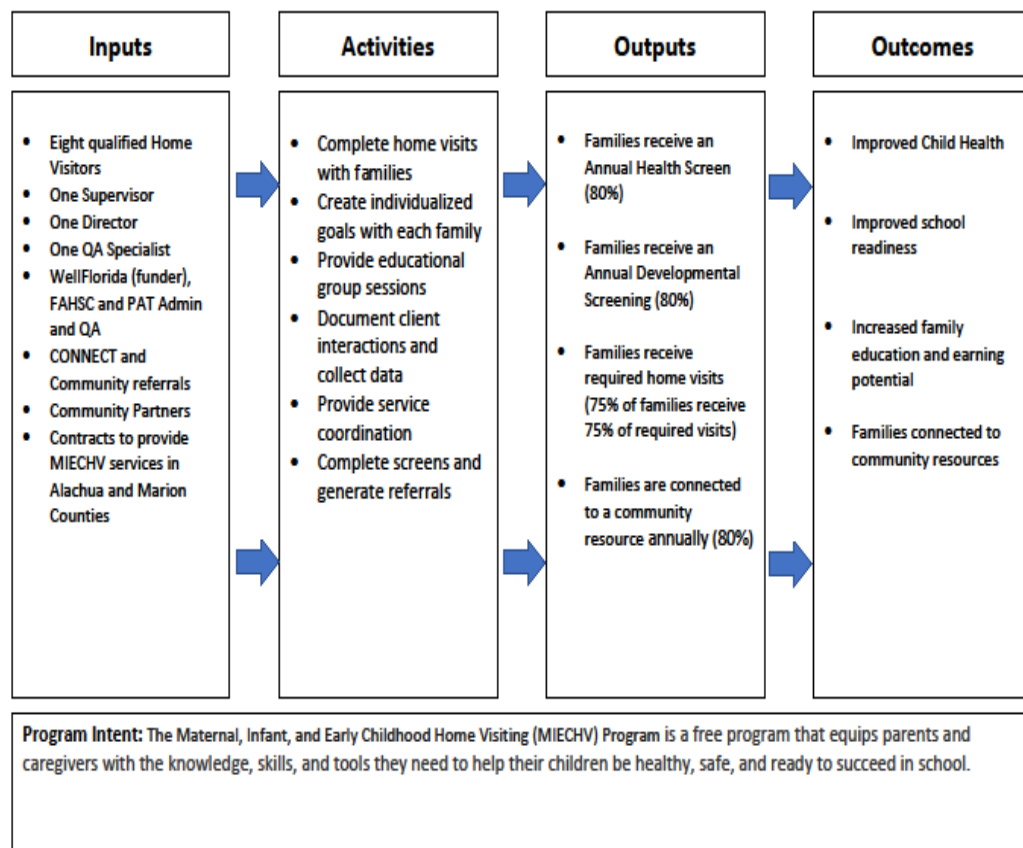 Inputs
Eight qualified Home
Visitors
One Supervisor
One Director
One QA Specialist
WellFlorida (funder),
FAHSC and PAT Admin
and QA
CONNECT and
Community referrals
Community Partners
Contracts to provide
MIECHV services in
Alachua and Marion
Counties
Activities
Complete home visits
with families
Create individualized
goals with each family
Provide educational
group sessions
Document client
interactions and
collect data
Provide service
coordination
Complete screens and
generate referrals
Outputs
Families receive an
Annual Health Screen
(80%)
Families receive an
Annual Developmental
Screening (80%)
Families receive
required home visits
(75% of families receive
75% of required visits)
Families are connected
to a community
resource annually (80%)
Outcomes
Improved Child Health
Improved school
readiness
Increased family
education and earning
potential
Families connected to
community resources
Program Intent: The Maternal, Infant, and Early Childhood Home Visiting (MIECHV) Program is a free program that equips parents and
caregivers with the knowledge, skills, and tools they need to help their children be healthy, safe, and ready to succeed in school.